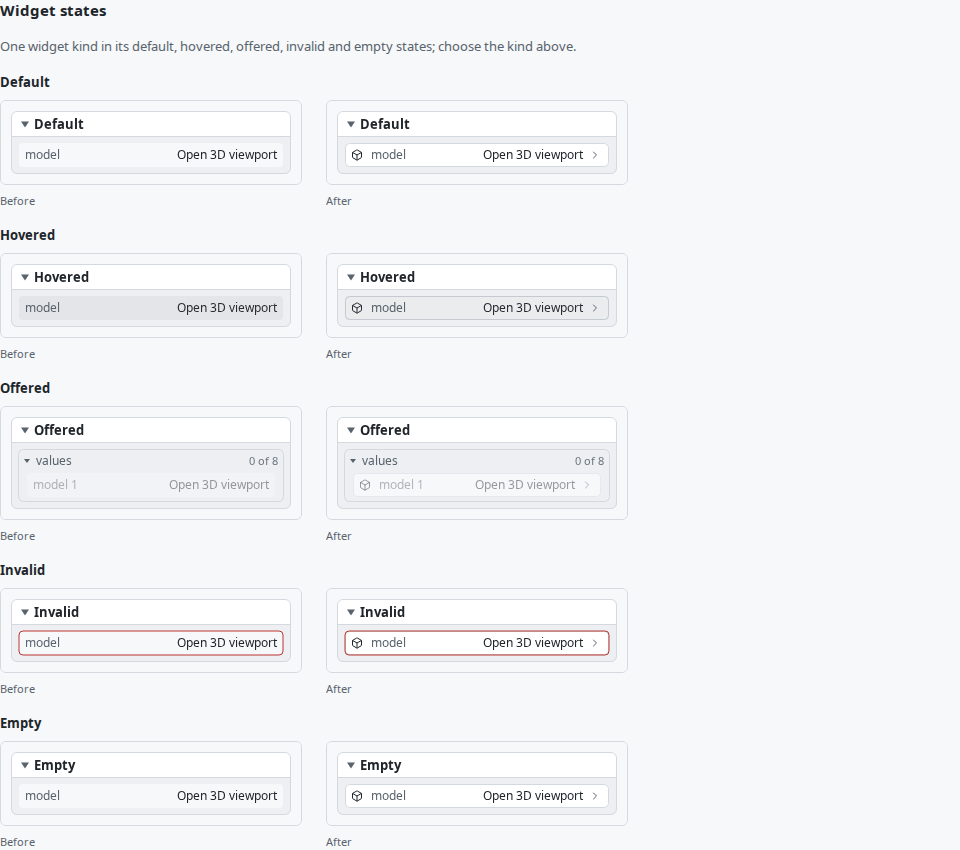 Widget states
One widget kind in its default, hovered, offered, invalid and empty states; choose the kind above.
Default
Default
model Open 3D viewport
Before
Default
model Open 3D viewport
After
Hovered
Hovered
model Open 3D viewport
Before
Hovered
model Open 3D viewport
After
Offered
Offered
values 0 of 8
model 1 Open 3D viewport
Before
Offered
values 0 of 8
model 1 Open 3D viewport
After
Invalid
Invalid
model Open 3D viewport
Before
Invalid
model Open 3D viewport
After
Empty
Empty
model Open 3D viewport
Before
Empty
model Open 3D viewport
After